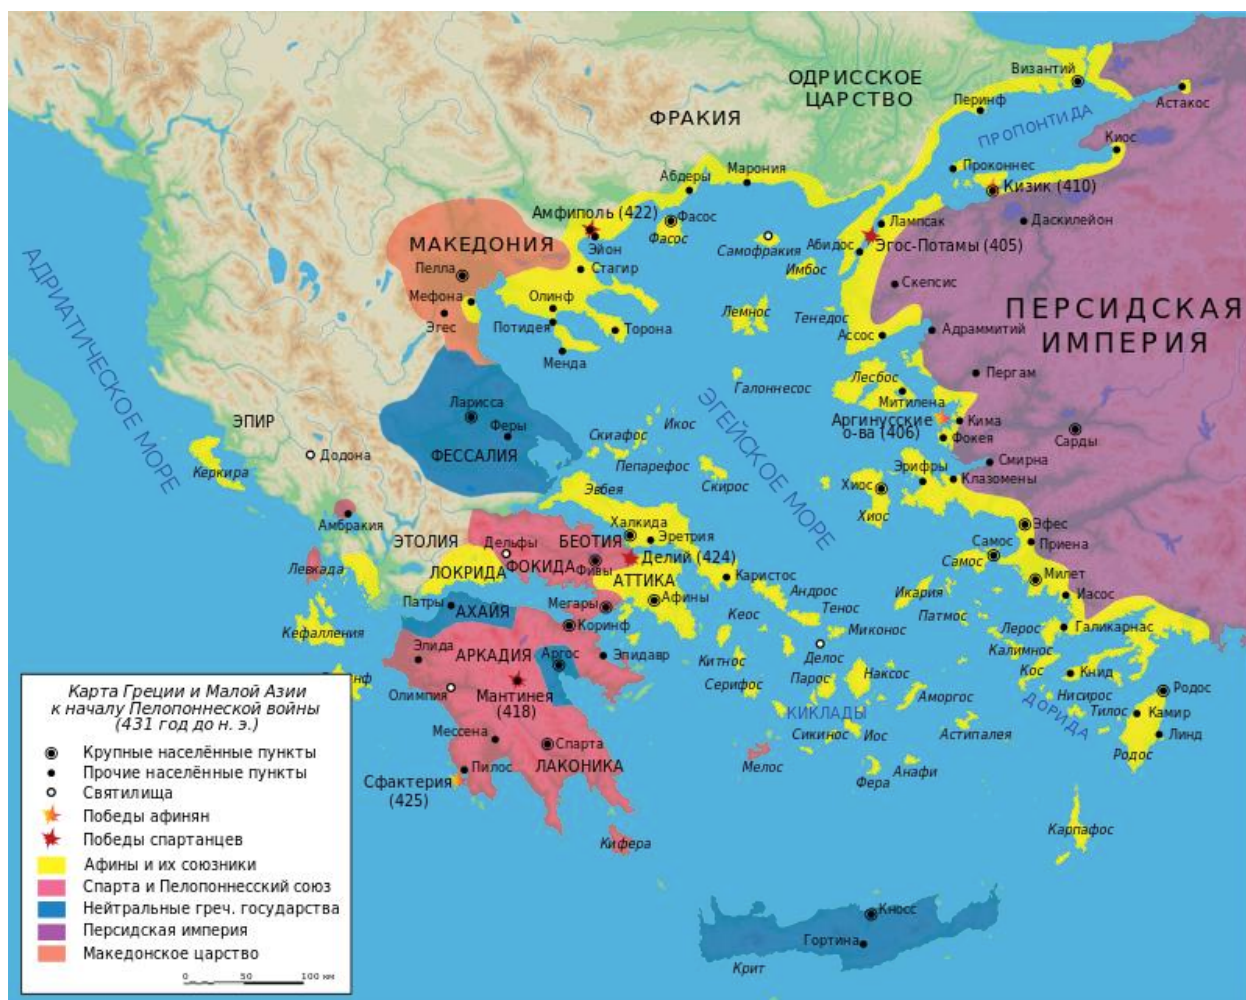 ОДРИССКОЕ
ЦАРСТВО
Византий
Перинф
Астакос
ФРАКИЯ
ПРОПОНТИДА
Киос
Абдеры
Марония
Проконнес
Кизик (410)
Амфиполь (422)
Фасос
Фасос
Лампсак
Даскилейон
МАКЕДОНИЯ
Эйон
Самофракия
Абидос
Эгос-Потамы (405)
Пелла
Стагир
Имбос
Скепсис
Мефона
Олинф
Лемнос
Тенедос
ПЕРСИДСКАЯ
ИМПЕРИЯ
Эгес
Потидея
Торона
Ассос
Адраммитий
Менда
АДРИАТИЧЕСКОЕ МОРЕ
Галоннесос
Лесбос
Пергам
Ларисса
Митилена
ЭГЕЙСКОЕ МОРЕ
ЭПИР
Феры
Икос
Аргинусские
о-ва (406)
Кима
Сарды
Скиафос
Фокея
Додона
ФЕССАЛИЯ
Керкира
Пепарефос
Смирна
Эрифры
Скирос
Клазомены
Эвбея
Хиос
Хиос
Амбракия
Халкида
Эфес
ЭТОЛИЯ
Дельфы
БЕОТИЯ
Эретрия
Самос
Приена
Левкада
ЛОКРИДА
ФОКИДА
Фивы
Делий (424)
Самос
АТТИКА
Каристос
Милет
Патры
АХАЙЯ
Мегары
Афины
Андрос
Икария
Иасос
Кефалления
Коринф
Кеос
Тенос
Патмос
Миконос
Лерос
Галикарнас
Элида
АРКАДИЯ
Аргос
Эпидавр
Китнос
Делос
Калимнос
Олимпия
Мантинея
(418)
Серифос
Парос
Наксос
Кос
Книд
Аморгос
Нисирос
Родос
КИКЛАДЫ
ДОРИДА
Тилос
Камир
Мессена
Спарта
Сикинос
Иос
Астипалея
Линд
Пилос
ЛАКОНИКА
Мелос
Родос
Сфактерия
(425)
Фера
Анафи
Кифера
Карпафос
Кносс
Гортина
Крит
Карта Греции и Малой Азии
к началу Пелопоннесой войны
(431 год до н. э.)
Крупные населённые пункты
Прочие населённые пункты
Святилища
Победы афинян
Победы спартанцев
Афины и их союзники
Спарта и Пелопоннесский союз
Нейтральные греч. государства
Персидская империя
Македонское царство
0 50 100 км